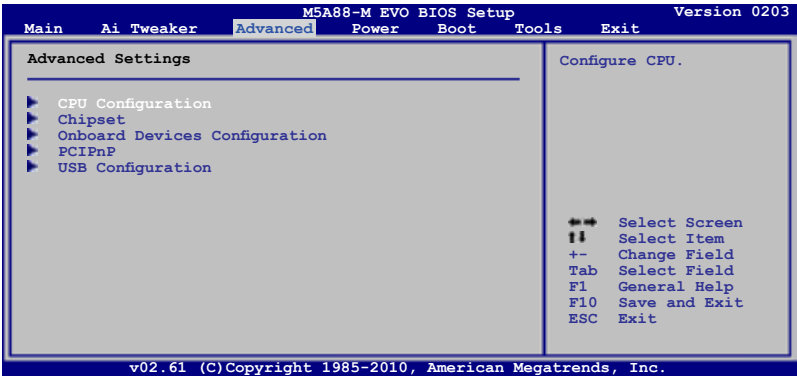 M5A88-M EVO BIOS Setup Version 0203
Main Ai Tweaker Advanced Power Boot Tools Exit
Advanced Settings
CPU Configuration
Chipset
Onboard Devices Configuration
PCIPnP
USB Configuration
Configure CPU.
←→ Select Screen
↑↓ Select Item
+- Change Field
Tab Select Field
F1 General Help
F10 Save and Exit
ESC Exit
v02.61 (C)Copyright 1985-2010, American Megatrends, Inc.